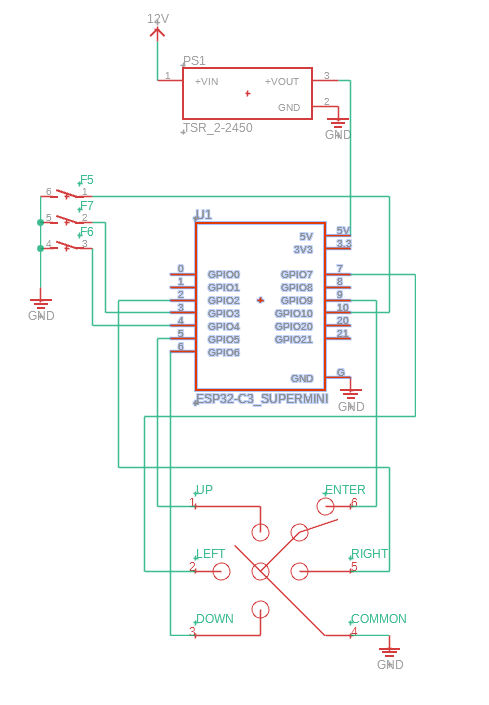 12V
PS1
1 +VIN +VOUT 3
GND 2
TSR_2-2450
GND
F5
6 1
F7
5 2
F6
4 3
GND
U1
5V 5V
3V3 3.3
0 GPIO0 GPIO7 7
1 GPIO1 GPIO8 8
2 GPIO2 GPIO9 9
3 GPIO3 GPIO10 10
4 GPIO4 GPIO20 20
5 GPIO5 GPIO21 21
6 GPIO6
GND G
ESP32-C3_SUPERMINI
GND
UP ENTER
1 6
LEFT RIGHT
2 5
DOWN COMMON
3 4
GND